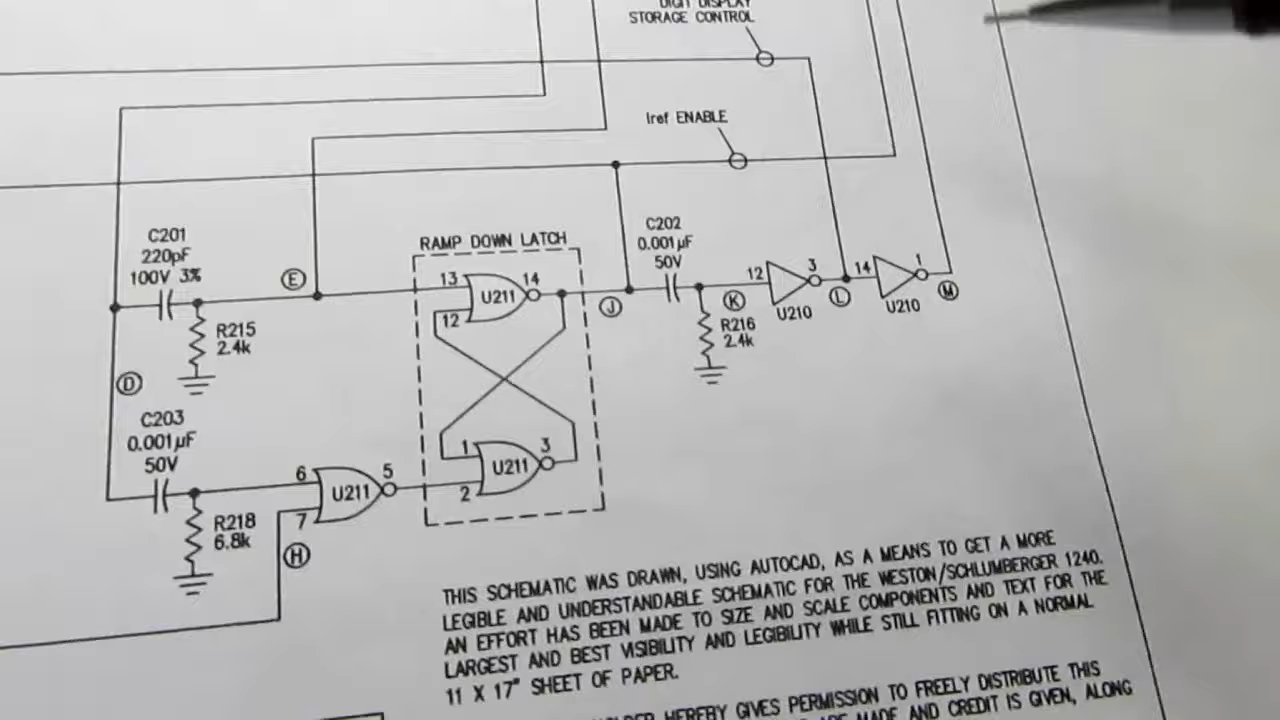 DIGIT DISPLAY
STORAGE CONTROL
Iref ENABLE
C201
220pF
100V 3%
E
R215
2.4k
D
C203
0.001µF
50V
R218
6.8k
6
7
H
U211
5
RAMP DOWN LATCH
13
12
U211
14
1
2
U211
3
J
C202
0.001µF
50V
K
R216
2.4k
12
3
U210
L
14
1
U210
M
THIS SCHEMATIC WAS DRAWN, USING AUTOCAD, AS A MEANS TO GET A MORE
LEGIBLE AND UNDERSTANDABLE SCHEMATIC FOR THE WESTON/SCHLUMBERGER 1240.
AN EFFORT HAS BEEN MADE TO SIZE AND SCALE COMPONENTS AND TEXT FOR THE
LARGEST AND BEST VISIBILITY AND LEGIBILITY WHILE STILL FITTING ON A NORMAL
11 X 17" SHEET OF PAPER.
HEREBY GIVES PERMISSION TO FREELY DISTRIBUTE THIS
ARE MADE AND CREDIT IS GIVEN, ALONG